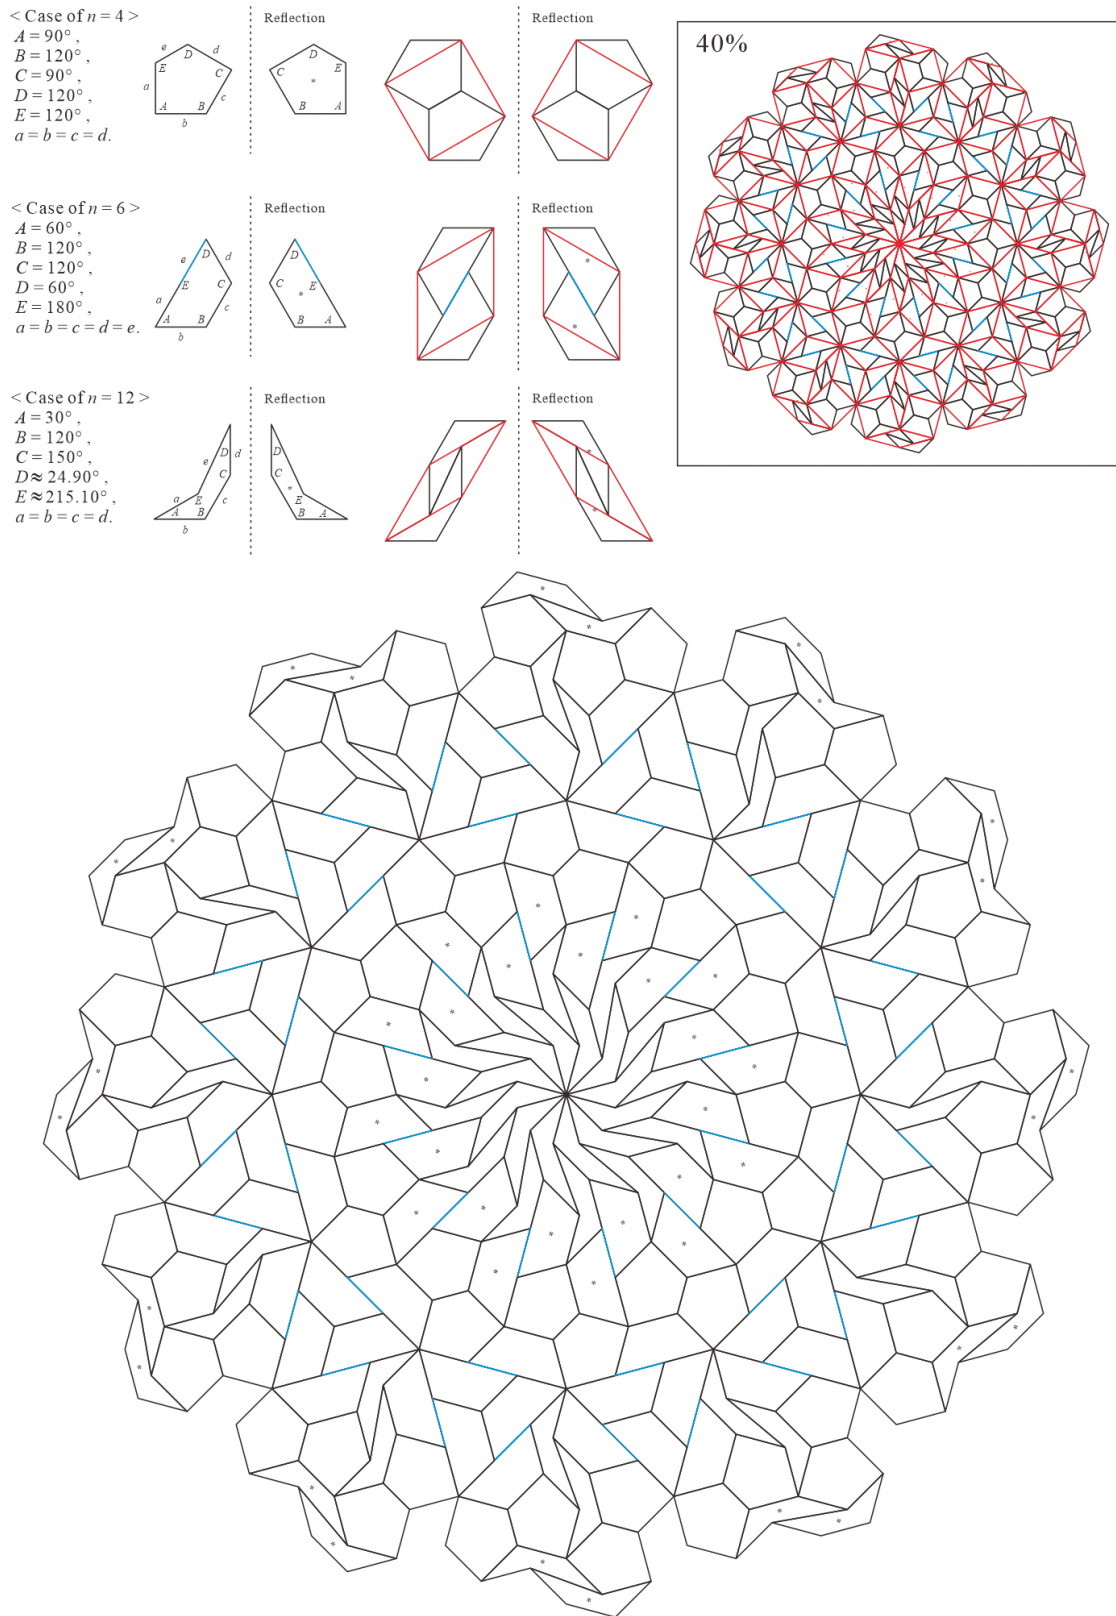 < Case of n = 4 >
A = 90° ,
B = 120° ,
C = 90° ,
D = 120° ,
E = 120° ,
a = b = c = d.
e
D
d
E
C
a
c
A
B
b
Reflection
D
C
E
*
B
A
Reflection
40%
< Case of n = 6 >
A = 60° ,
B = 120° ,
C = 120° ,
D = 60° ,
E = 180° ,
a = b = c = d = e.
e
D
d
E
C
a
c
A
B
b
Reflection
D
C
E
*
B
A
Reflection
*
*
< Case of n = 12 >
A = 30° ,
B = 120° ,
C = 150° ,
D ≈ 24.90° ,
E ≈ 215.10° ,
a = b = c = d.
D
d
e
C
a
E
c
A
B
b
Reflection
D
C
*
E
B
A
Reflection
*
*